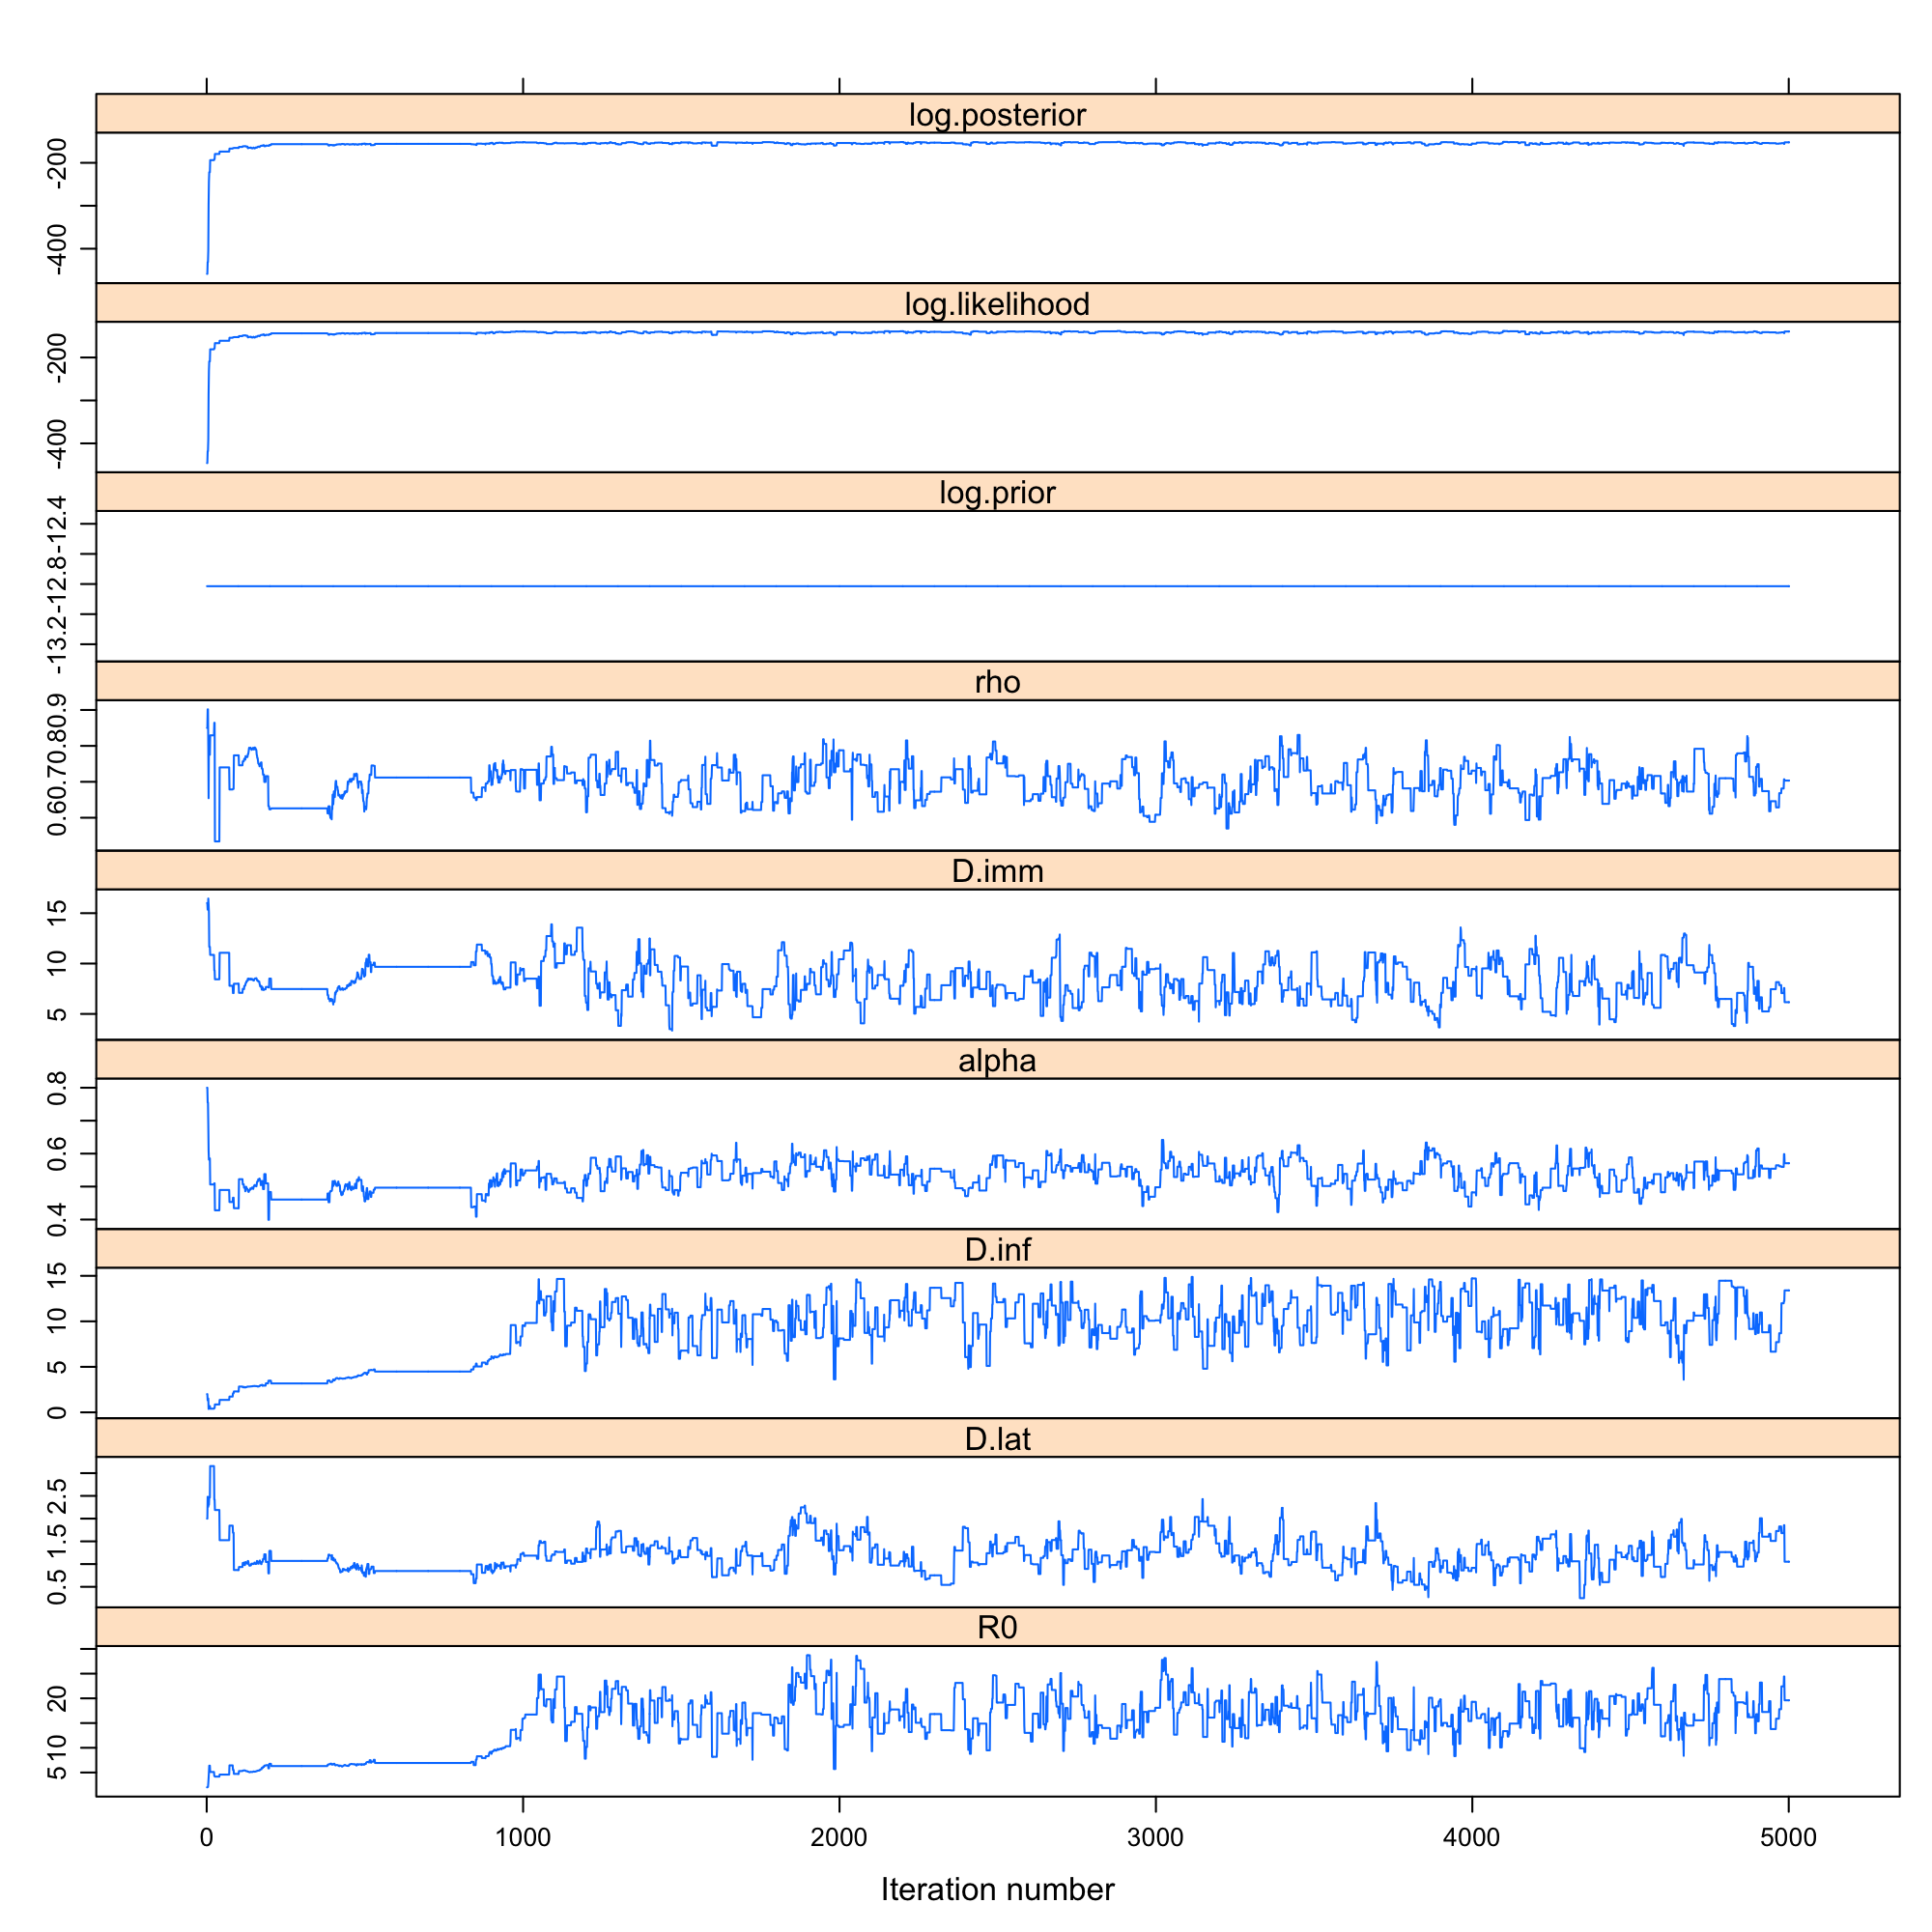 log.posterior
-200
-400
log.likelihood
-200
-400
log.prior
-13.2-12.8-12.4
rho
0.60.70.80.9
D.imm
15
10
5
alpha
0.8
0.6
0.4
D.inf
15
10
5
0
D.lat
2.5
1.5
0.5
R0
20
510
0 1000 2000 3000 4000 5000
Iteration number